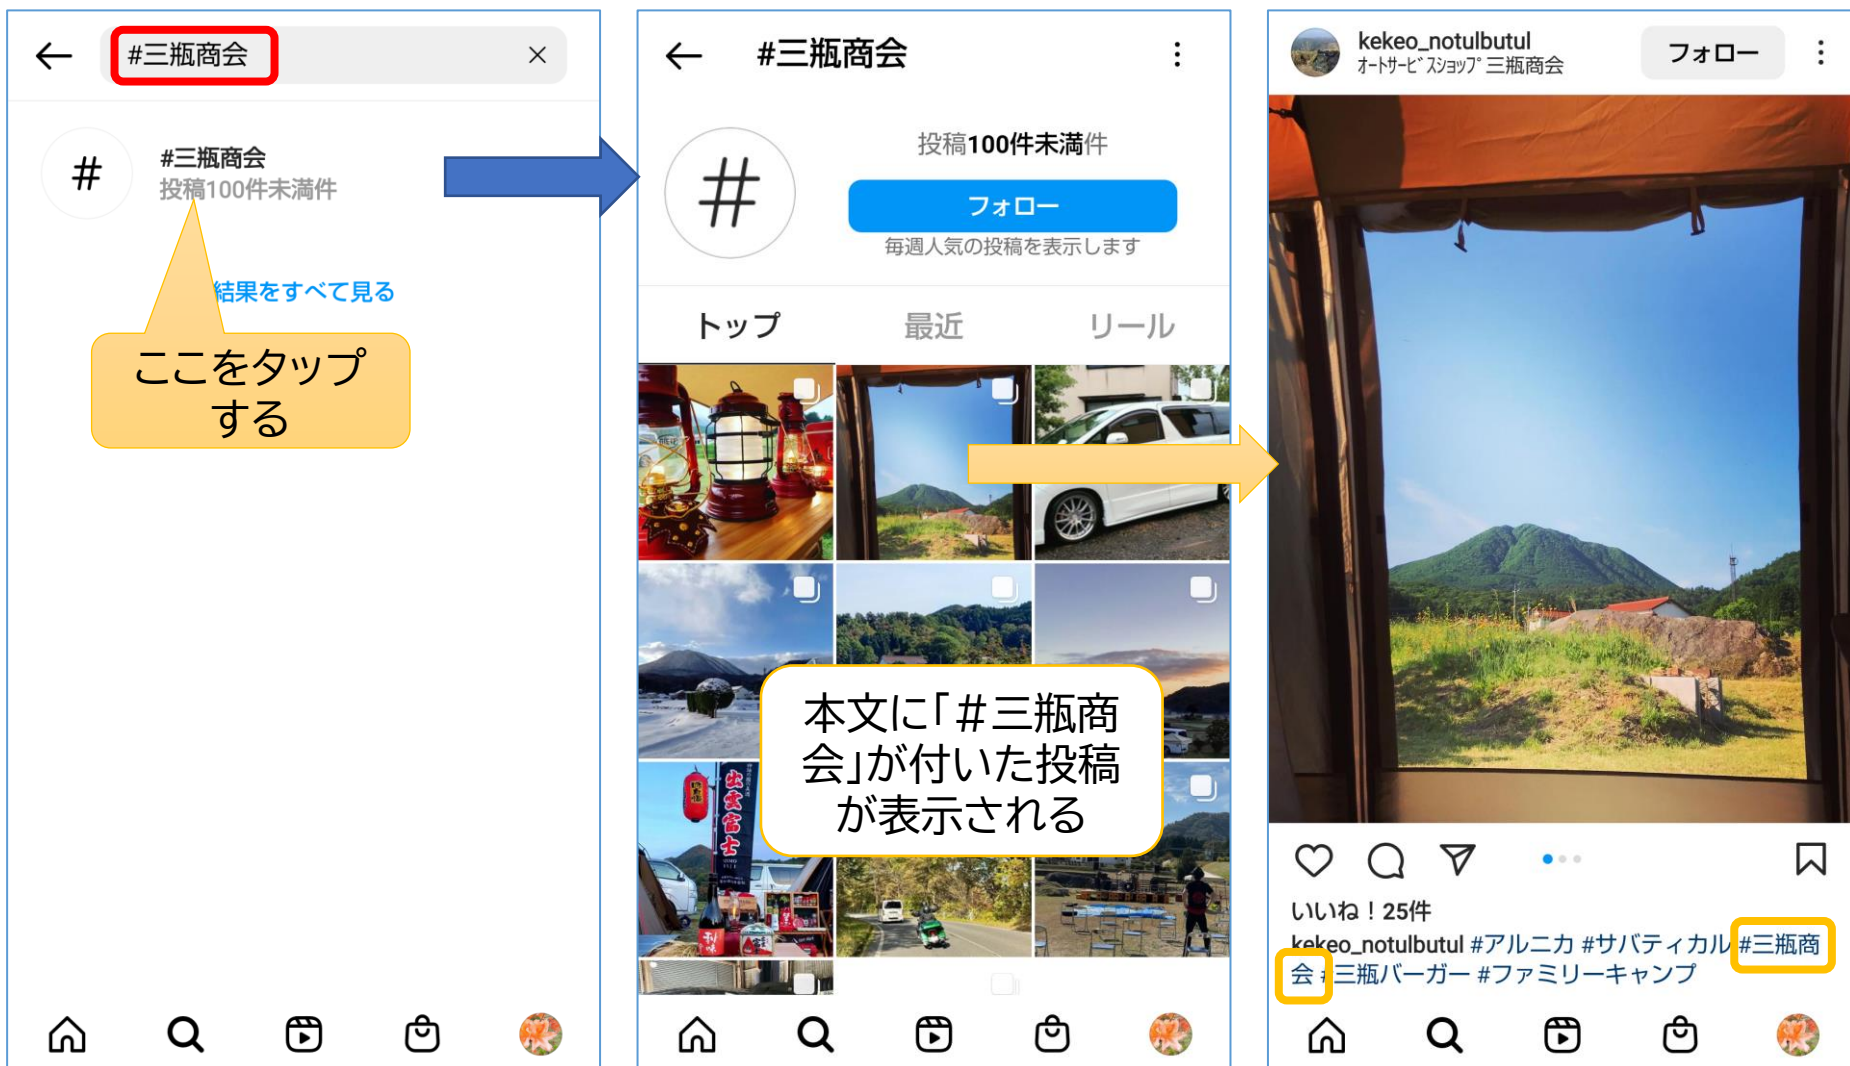 #三瓶商会
#三瓶商会
投稿100件未満件
結果をすべて見る
ここをタップ
する
#三瓶商会
投稿100件未満件
フォロー
毎週人気の投稿を表示します
トップ
最近
リール
出雲富士
本文に「#三瓶商
会」が付いた投稿
が表示される
kekeo_notulbutul
ｵｰﾄｻｰﾋﾞｽｼｮｯﾌﾟ三瓶商会
フォロー
いいね！25件
kekeo_notulbutul #アルニカ #サバティカル #三瓶商
会 #三瓶バーガー #ファミリーキャンプ